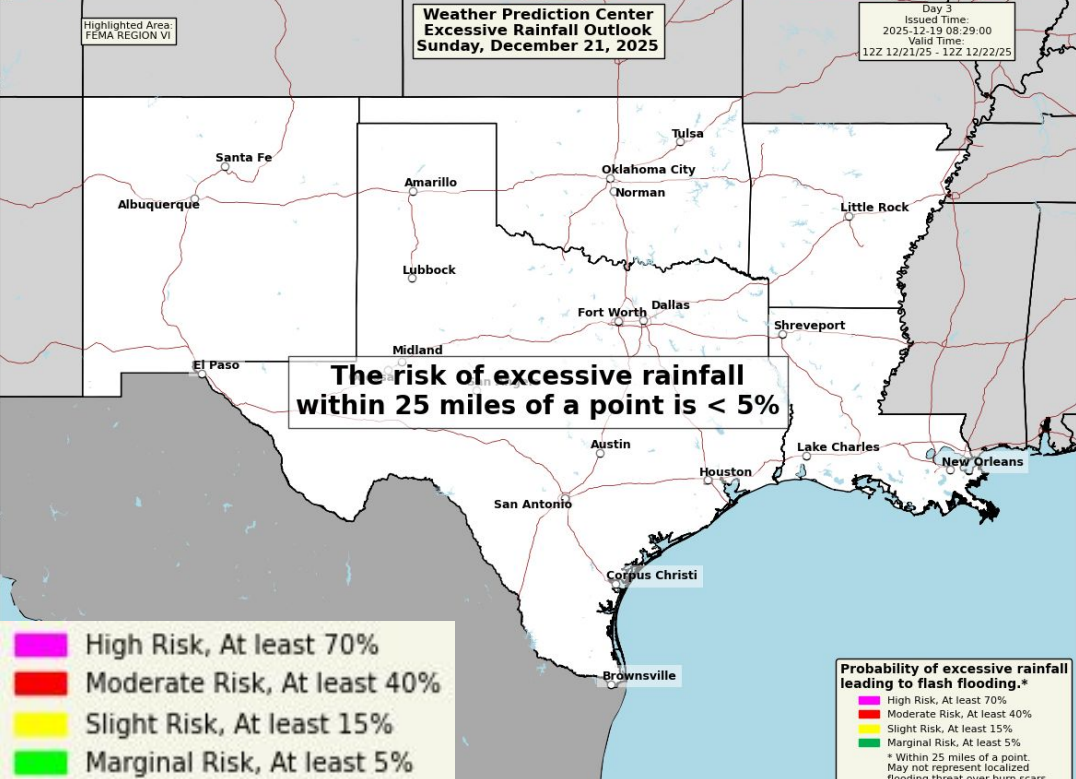 Highlighted Area:
FEMA REGION VI
Weather Prediction Center
Excessive Rainfall Outlook
Sunday, December 21, 2025
Day 3
Issued Time:
2025-12-19 08:29:00
Valid Time:
12Z 12/21/25 - 12Z 12/22/25
Tulsa
Santa Fe
Oklahoma City
Amarillo
Norman
Albuquerque
Little Rock
Lubbock
Dallas
Fort Worth
Shreveport
Midland
El Paso
The risk of excessive rainfall
within 25 miles of a point is < 5%
Austin
Lake Charles
New Orleans
Houston
San Antonio
Corpus Christi
Brownsville
High Risk, At least 70%
Moderate Risk, At least 40%
Slight Risk, At least 15%
Marginal Risk, At least 5%
Probability of excessive rainfall
leading to flash flooding.*
High Risk, At least 70%
Moderate Risk, At least 40%
Slight Risk, At least 15%
Marginal Risk, At least 5%
* Within 25 miles of a point.
May not represent localized
flooding threat over burn scars